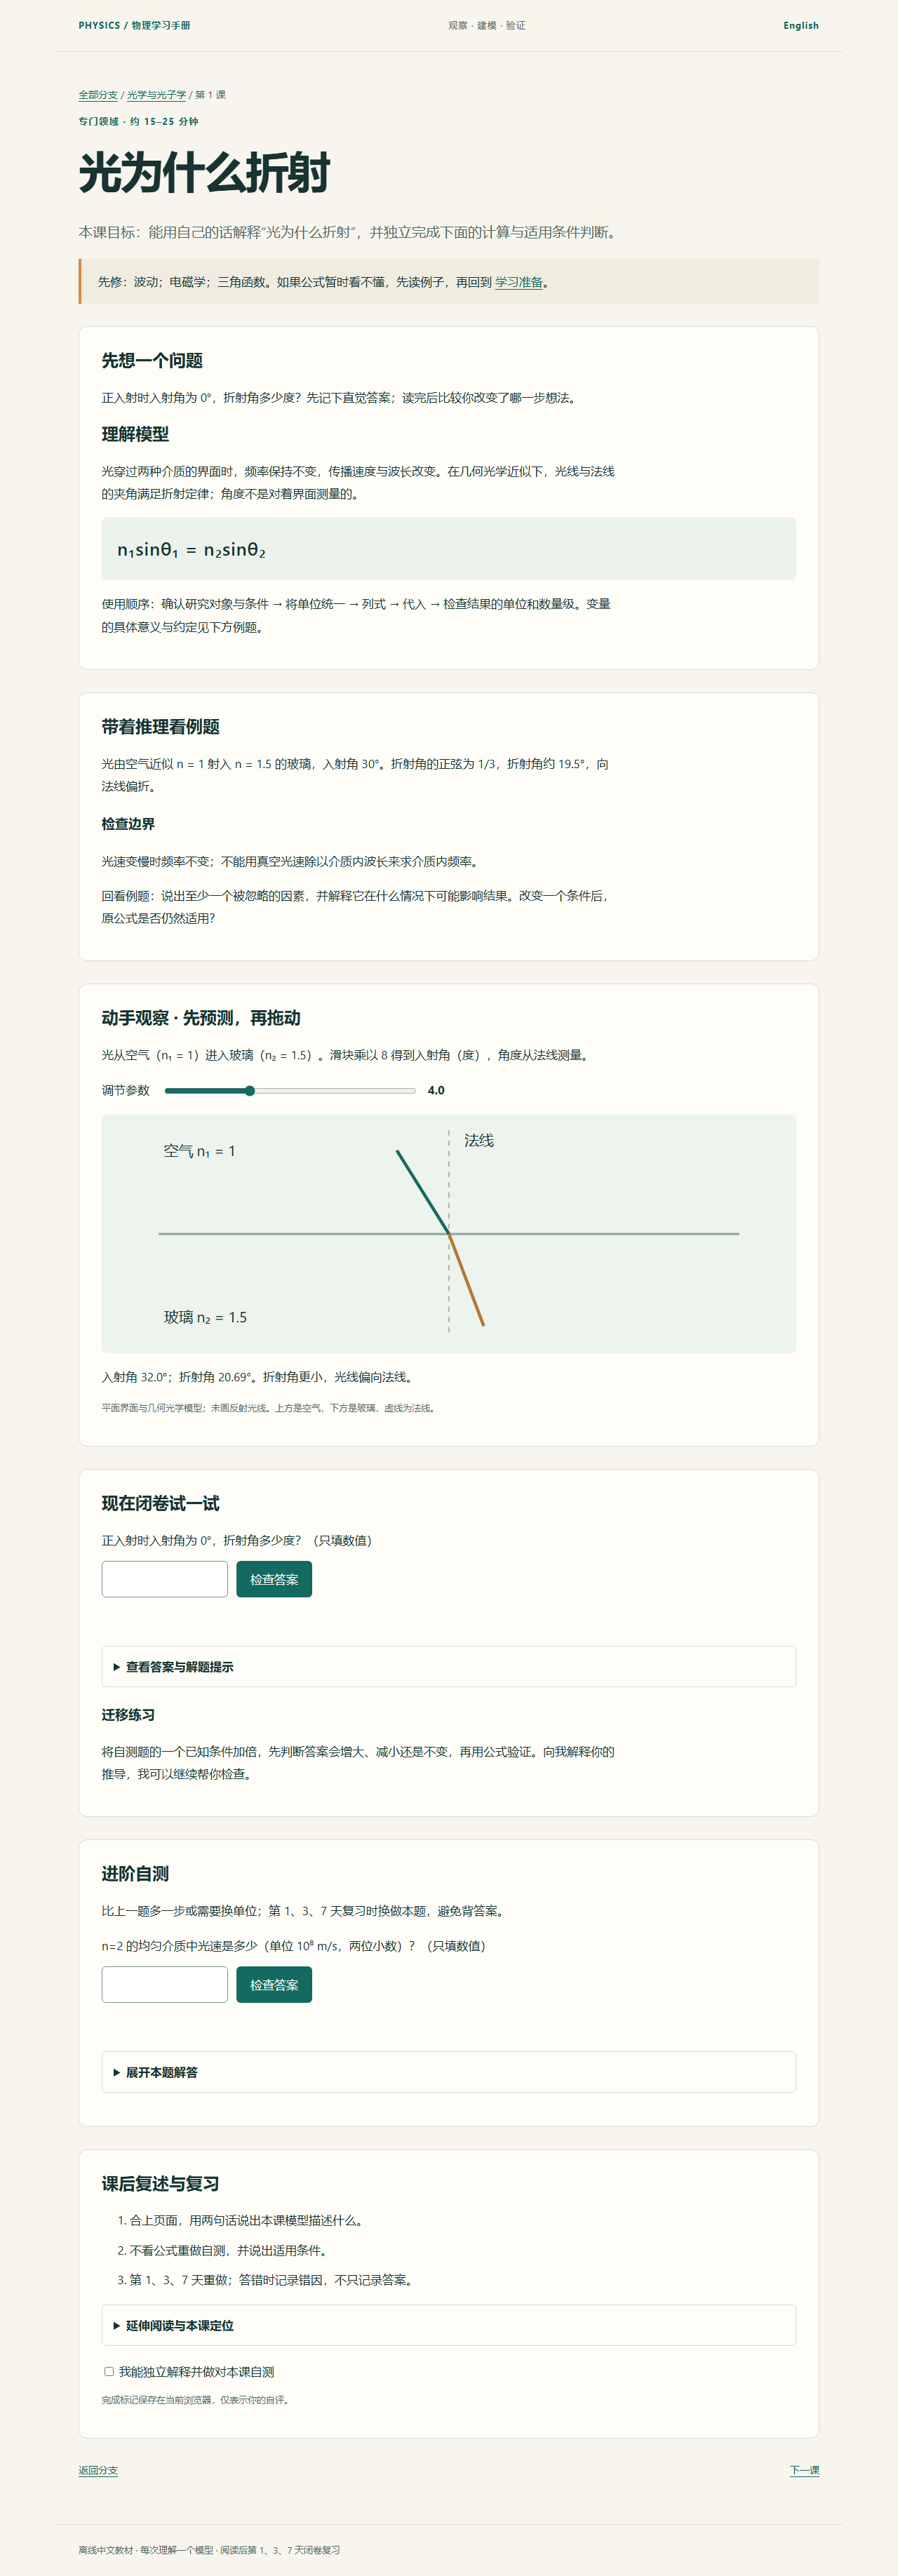 PHYSICS / 物理学习手册
观察 · 建模 · 验证
English
全部分支 / 光学与光子学 / 第 1 课
专门领域 · 约 15–25 分钟
光为什么折射
本课目标：能用自己的话解释“光为什么折射”，并独立完成下面的计算与适用条件判断。
先修：波动；电磁学；三角函数。如果公式暂时看不懂，先读例子，再回到 学习准备。
先想一个问题
正入射时入射角为 0°，折射角多少度？先记下直觉答案；读完后比较你改变了哪一步想法。
理解模型
光穿过两种介质的界面时，频率保持不变，传播速度与波长改变。在几何光学近似下，光线与法线
的夹角满足折射定律；角度不是对着界面测量的。
n₁sinθ₁ = n₂sinθ₂
使用顺序：确认研究对象与条件 → 将单位统一 → 列式 → 代入 → 检查结果的单位和数量级。变量
的具体意义与约定见下方例题。
带着推理看例题
光由空气近似 n = 1 射入 n = 1.5 的玻璃，入射角 30°。折射角的正弦为 1/3，折射角约 19.5°，向
法线偏折。
检查边界
光速变慢时频率不变；不能用真空光速除以介质内波长来求介质内频率。
回看例题：说出至少一个被忽略的因素，并解释它在什么情况下可能影响结果。改变一个条件后，
原公式是否仍然适用？
动手观察 · 先预测，再拖动
光从空气（n₁ = 1）进入玻璃（n₂ = 1.5）。滑块乘以 8 得到入射角（度），角度从法线测量。
调节参数 4.0
法线
空气 n₁ = 1
玻璃 n₂ = 1.5
入射角 32.0°；折射角 20.69°。折射角更小，光线偏向法线。
平面界面与几何光学模型；未画反射光线。上方是空气，下方是玻璃，虚线为法线。
现在闭卷试一试
正入射时入射角为 0°，折射角多少度？（只填数值）
检查答案
▶ 查看答案与解题提示
迁移练习
将自测题的一个已知条件加倍，先判断答案会增大、减小还是不变，再用公式验证。向我解释你的
推导，我可以继续帮你检查。
进阶自测
比上一题多一步或需要换单位；第 1、3、7 天复习时换做本题，避免背答案。
n=2 的均匀介质中光速是多少（单位 10⁸ m/s，两位小数）？（只填数值）
检查答案
▶ 展开本题解答
课后复述与复习
1. 合上页面，用两句话说出本课模型描述什么。
2. 不看公式重做自测，并说出适用条件。
3. 第 1、3、7 天重做；答错时记录错因，不只记录答案。
▶ 延伸阅读与本课定位
我能独立解释并做对本课自测
完成标记保存在当前浏览器，仅表示你的自评。
返回分支
下一课
离线中文教材 · 每次理解一个模型 · 阅读后第 1、3、7 天闭卷复习